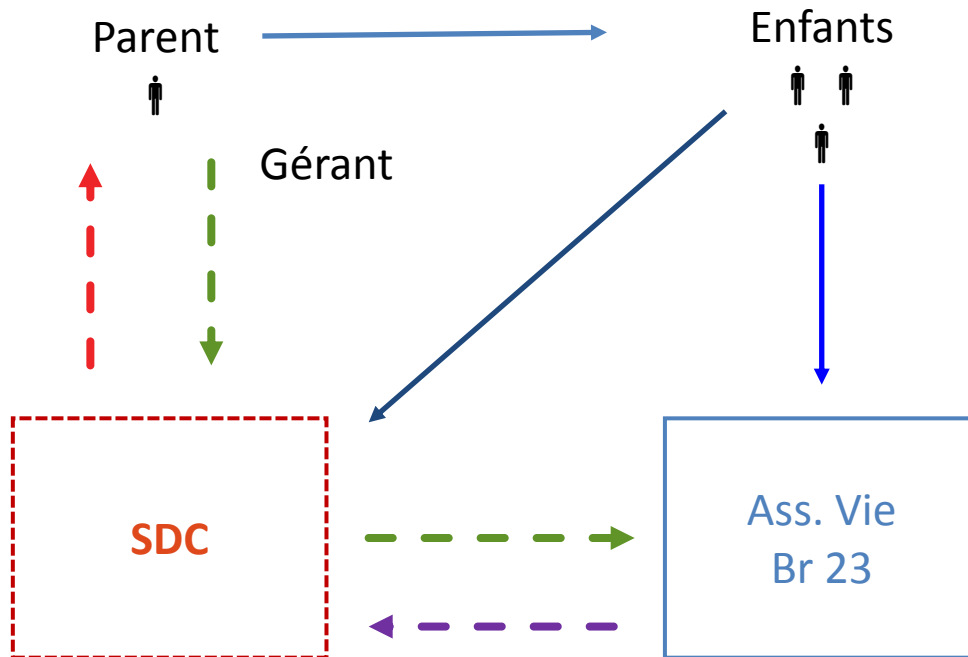 Parent
Enfants
Gérant
SDC
Ass. Vie
Br 23